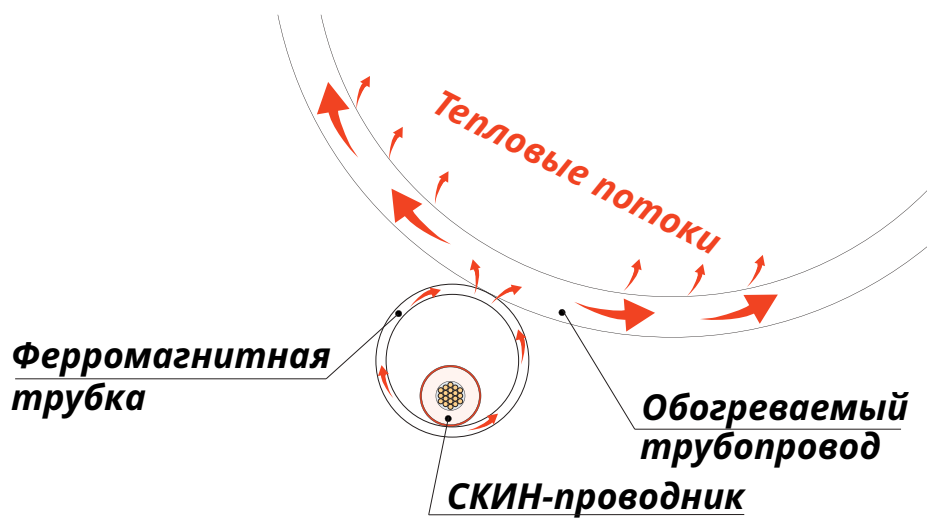 Тепловые потоки
Ферромагнитная
трубка
Обогреваемый
трубопровод
СКИН-проводник